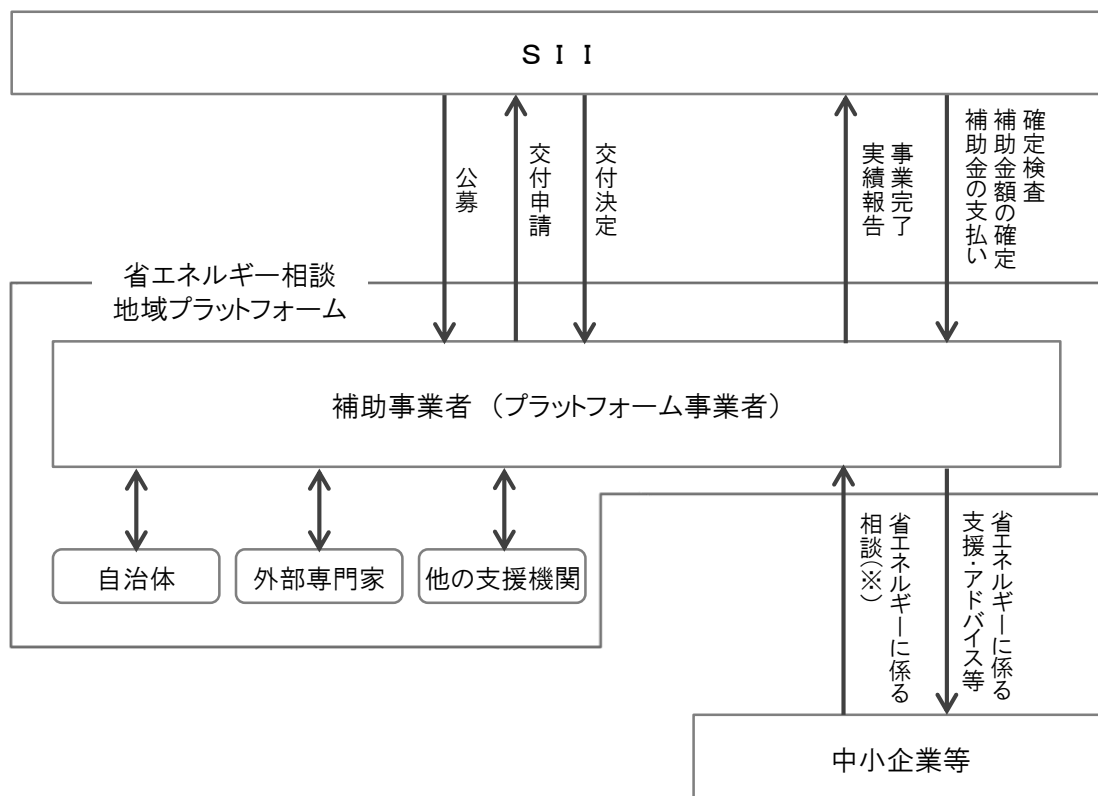 ＳＩＩ
公募
交付申請
交付決定
事業完了
実績報告
確定検査
補助金額の確定
補助金の支払い
省エネルギー相談
地域プラットフォーム
補助事業者 （プラットフォーム事業者）
自治体
外部専門家
他の支援機関
省エネルギーに係る
相談（※）
省エネルギーに係る
支援・アドバイス等
中小企業等